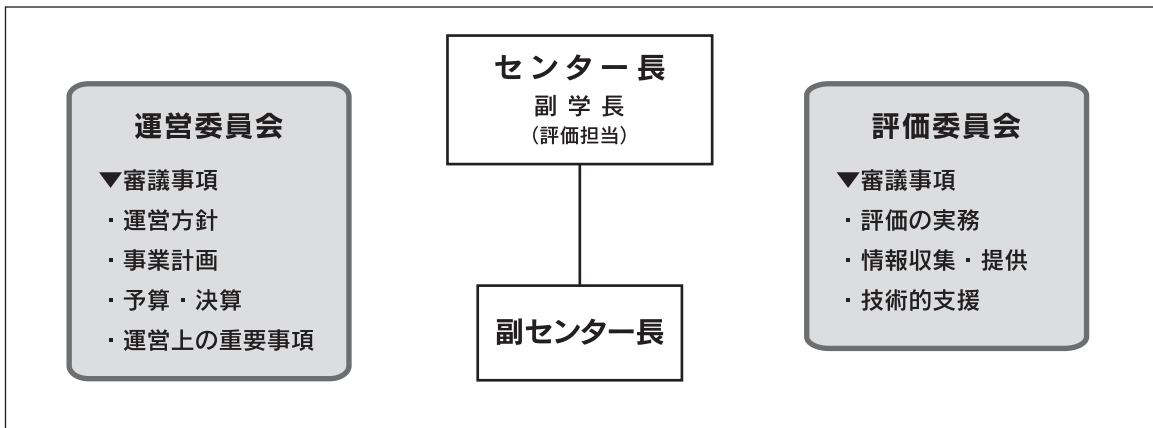 運営委員会
▼審議事項
・運営方針
・事業計画
・予算・決算
・運営上の重要事項
センター長
副学長
(評価担当)
副センター長
評価委員会
▼審議事項
・評価の実務
・情報収集・提供
・技術的支援